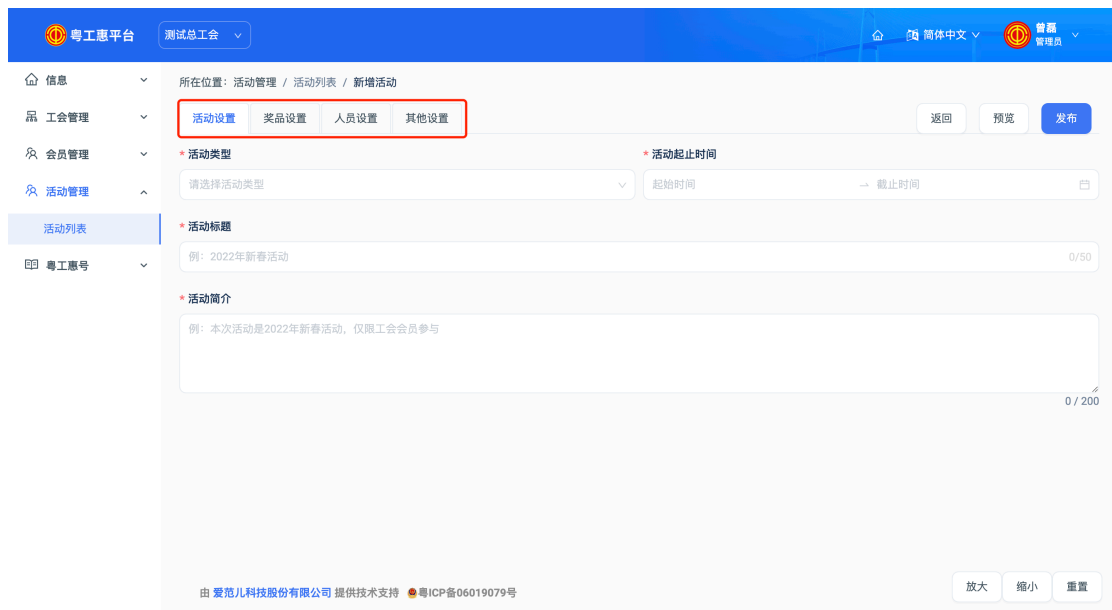 粤工惠平台
测试总工会
简体中文
曾磊
管理员
信息
工会管理
会员管理
活动管理
活动列表
粤工惠号
所在位置：活动管理 / 活动列表 / 新增活动
活动设置 奖品设置 人员设置 其他设置
返回 预览 发布
* 活动类型
请选择活动类型
* 活动起止时间
起始时间 → 截止时间
* 活动标题
例：2022年新春活动
0/50
* 活动简介
例：本次活动是2022年新春活动，仅限工会会员参与
0 / 200
由 爱范儿科技股份有限公司 提供技术支持 粤ICP备06019079号
放大 缩小 重置